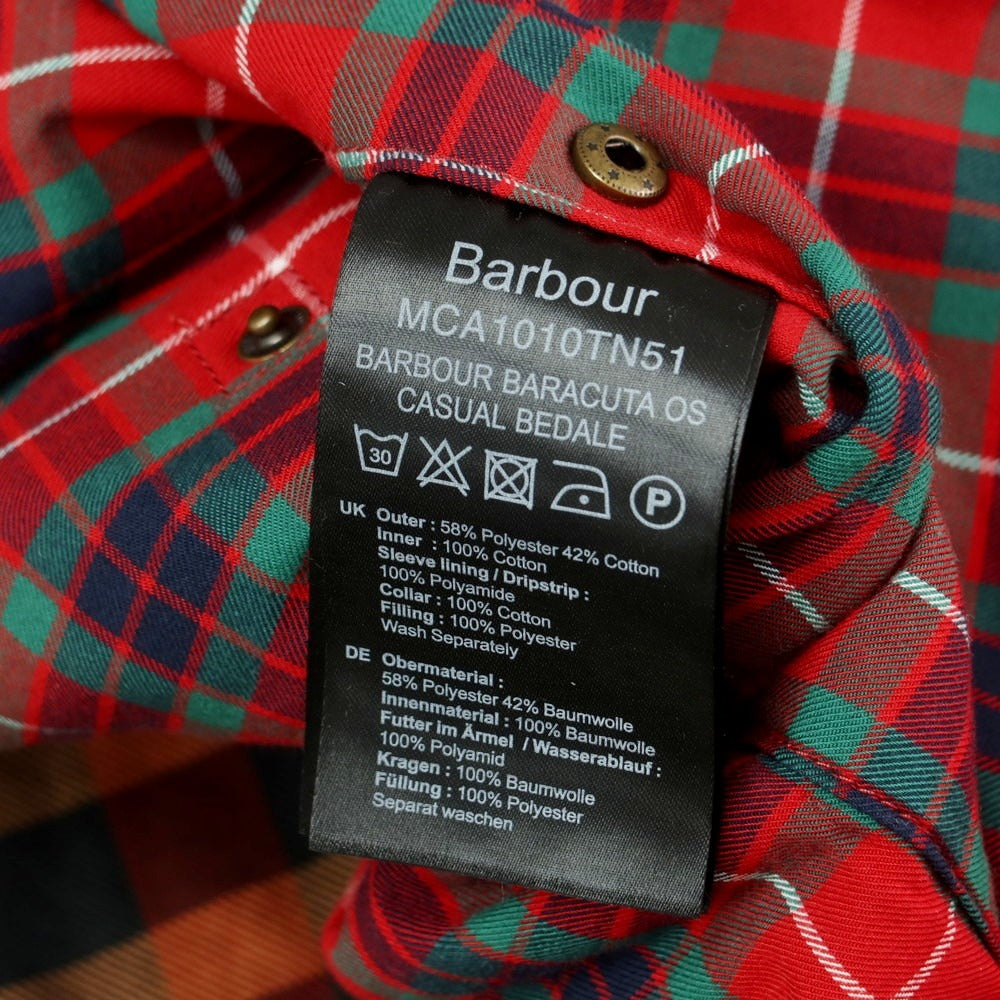 Barbour
MCA1010TN51
BARBOUR BARACUTA OS
CASUAL BEDALE
30 P
UK Outer : 58% Polyester 42% Cotton
Inner : 100% Cotton
Sleeve lining / Dripstrip :
100% Polyamide
Collar : 100% Cotton
Filling : 100% Polyester
Wash Separately
DE Obermaterial :
58% Polyester 42% Baumwolle
Innenmaterial : 100% Baumwolle
Futter im Ärmel / Wasserablauf :
100% Polyamid
Kragen : 100% Baumwolle
Füllung : 100% Polyester
Separat waschen